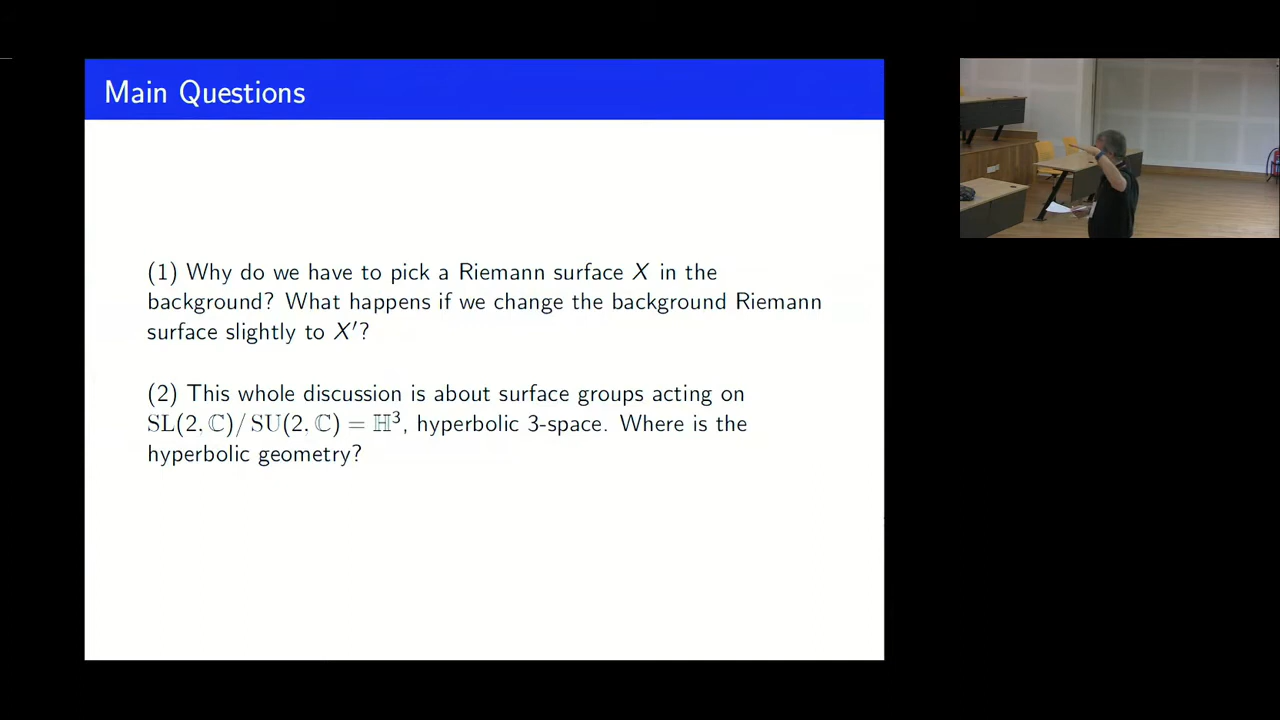 Main Questions
(1) Why do we have to pick a Riemann surface X in the
background? What happens if we change the background Riemann
surface slightly to X′?
(2) This whole discussion is about surface groups acting on
SL(2, ℂ)/ SU(2, ℂ) = ℍ³, hyperbolic 3-space. Where is the
hyperbolic geometry?